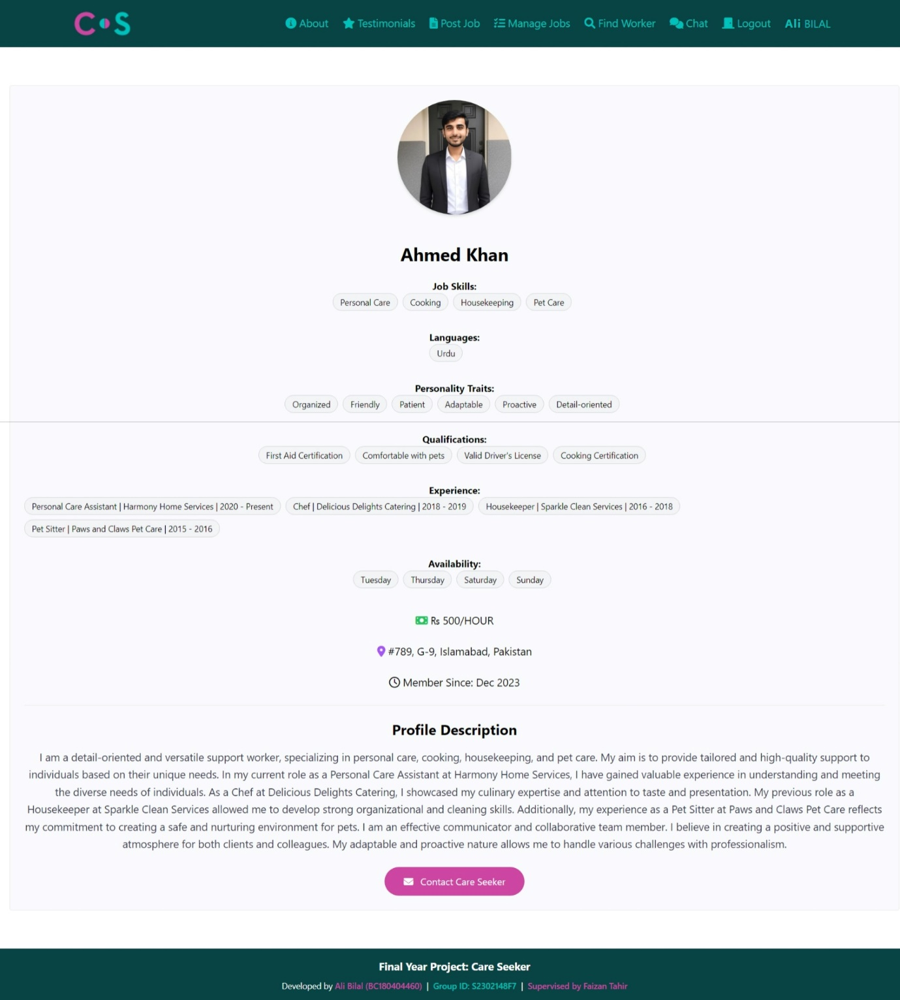 C S
About Testimonials Post Job Manage Jobs Find Worker Chat Logout Ali BILAL
Ahmed Khan
Job Skills:
Personal Care Cooking Housekeeping Pet Care
Languages:
Urdu
Personality Traits:
Organized Friendly Patient Adaptable Proactive Detail-oriented
Qualifications:
First Aid Certification Comfortable with pets Valid Driver's License Cooking Certification
Experience:
Personal Care Assistant | Harmony Home Services | 2020 - Present Chef | Delicious Delights Catering | 2018 - 2019 Housekeeper | Sparkle Clean Services | 2016 - 2018
Pet Sitter | Paws and Claws Pet Care | 2015 - 2016
Availability:
Tuesday Thursday Saturday Sunday
Rs 500/HOUR
#789, G-9, Islamabad, Pakistan
Member Since: Dec 2023
Profile Description
I am a detail-oriented and versatile support worker, specializing in personal care, cooking, housekeeping, and pet care. My aim is to provide tailored and high-quality support to
individuals based on their unique needs. In my current role as a Personal Care Assistant at Harmony Home Services, I have gained valuable experience in understanding and meeting
the diverse needs of individuals. As a Chef at Delicious Delights Catering, I showcased my culinary expertise and attention to taste and presentation. My previous role as a
Housekeeper at Sparkle Clean Services allowed me to develop strong organizational and cleaning skills. Additionally, my experience as a Pet Sitter at Paws and Claws Pet Care reflects
my commitment to creating a safe and nurturing environment for pets. I am an effective communicator and collaborative team member. I believe in creating a positive and supportive
atmosphere for both clients and colleagues. My adaptable and proactive nature allows me to handle various challenges with professionalism.
Contact Care Seeker
Final Year Project: Care Seeker
Developed by Ali Bilal (BC180404460) | Group ID: S2302148F7 | Supervised by Faizan Tahir